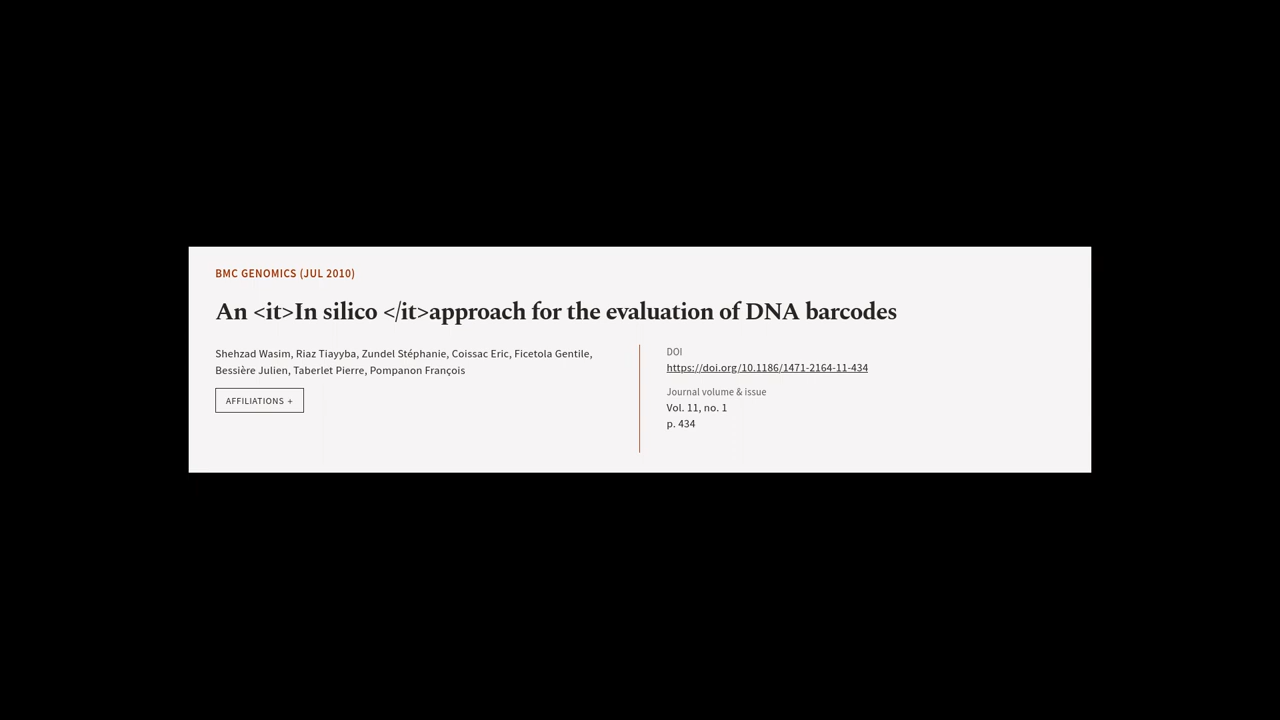 BMC GENOMICS (JUL 2010)
An <it>In silico </it>approach for the evaluation of DNA barcodes
Shehzad Wasim, Riaz Tiayyba, Zundel Stéphanie, Coissac Eric, Ficetola Gentile,
Bessière Julien, Taberlet Pierre, Pompanon François
AFFILIATIONS +
DOI
https://doi.org/10.1186/1471-2164-11-434
Journal volume & issue
Vol. 11, no. 1
p. 434